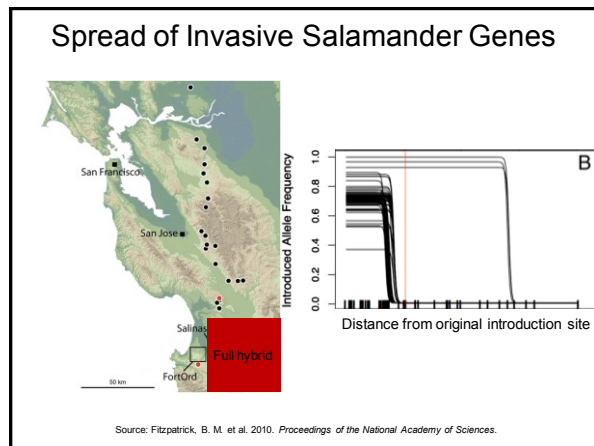 Spread of Invasive Salamander Genes
San Francisco
San Jose
Salinas
Full hybrid
FortOrd
50 km
B
Introduced Allele Frequency
1.0
0.8
0.6
0.4
0.2
0.0
Distance from original introduction site
Source: Fitzpatrick, B. M. et al. 2010. Proceedings of the National Academy of Sciences.